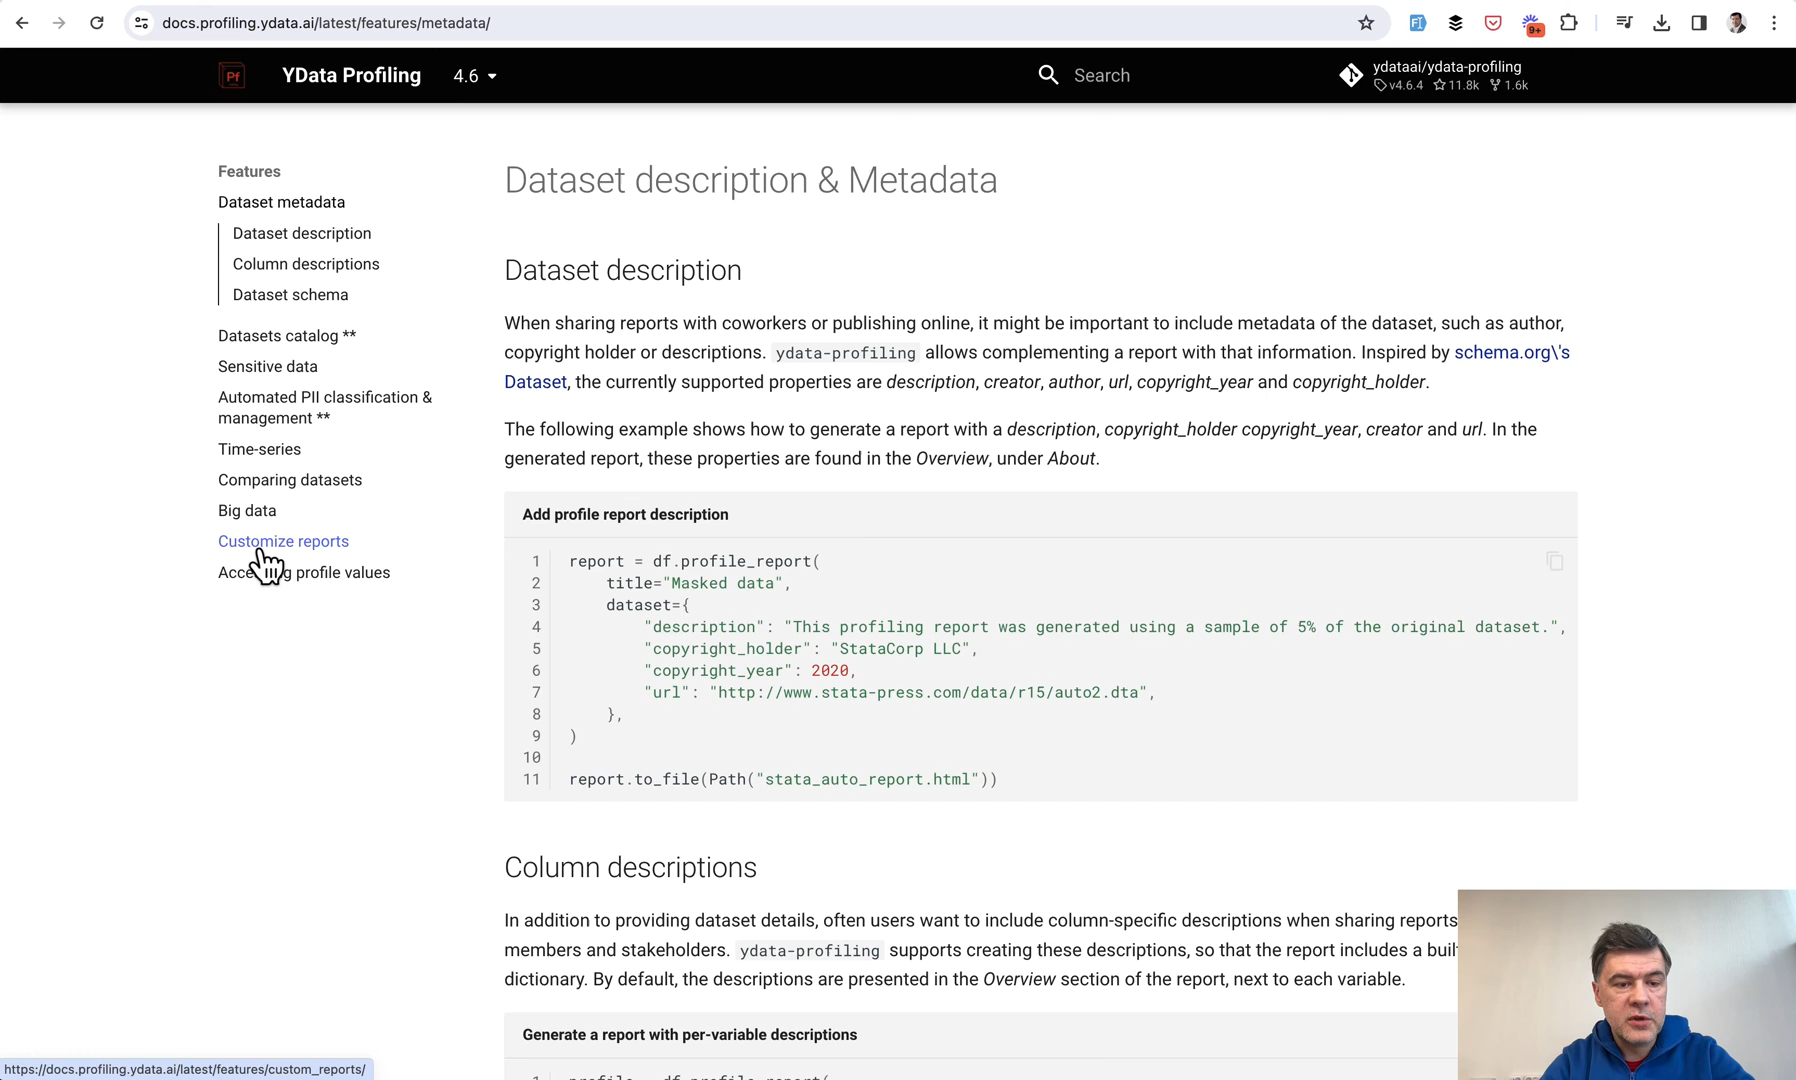 docs.profiling.ydata.ai/latest/features/metadata/
9+
Pf
YData Profiling
4.6
Search
ydataai/ydata-profiling
v4.6.4
11.8k
1.6k
Features
Dataset metadata
Dataset description
Column descriptions
Dataset schema
Datasets catalog **
Sensitive data
Automated PII classification &
management **
Time-series
Comparing datasets
Big data
Customize reports
profile values
Dataset description & Metadata
Dataset description
When sharing reports with coworkers or publishing online, it might be important to include metadata of the dataset, such as author,
copyright holder or descriptions. ydata-profiling allows complementing a report with that information. Inspired by schema.org\'s
Dataset, the currently supported properties are description, creator, author, url, copyright_year and copyright_holder.
The following example shows how to generate a report with a description, copyright_holder copyright_year, creator and url. In the
generated report, these properties are found in the Overview, under About.
Add profile report description
1 report = df.profile_report(
2 title="Masked data",
3 dataset={
4 "description": "This profiling report was generated using a sample of 5% of the original dataset.",
5 "copyright_holder": "StataCorp LLC",
6 "copyright_year": 2020,
7 "url": "http://www.stata-press.com/data/r15/auto2.dta",
8 },
9 )
10
11 report.to_file(Path("stata_auto_report.html"))
Column descriptions
In addition to providing dataset details, often users want to include column-specific descriptions when sharing reports
members and stakeholders. ydata-profiling supports creating these descriptions, so that the report includes a
dictionary. By default, the descriptions are presented in the Overview section of the report, next to each variable.
Generate a report with per-variable descriptions
https://docs.profiling.ydata.ai/latest/features/custom_reports/